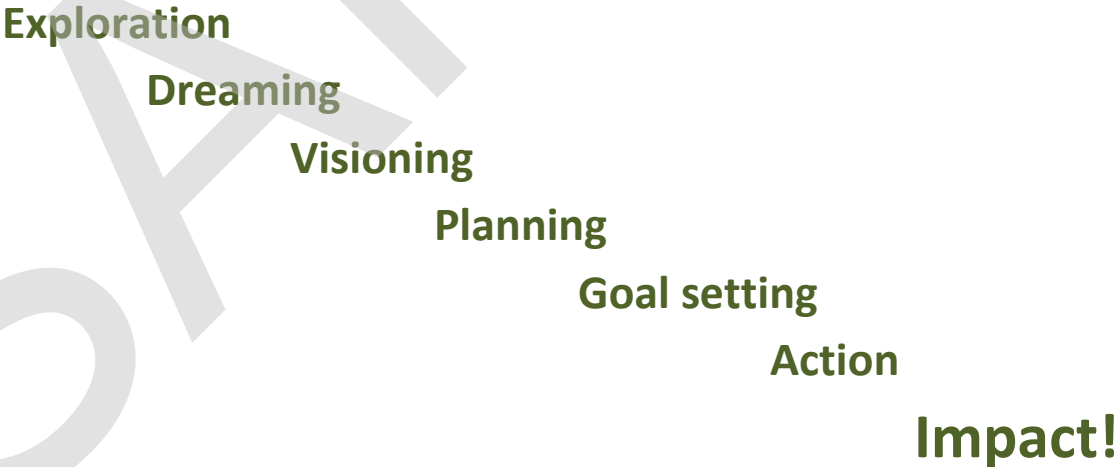 Exploration
Dreaming
Visioning
Planning
Goal setting
Action
Impact!